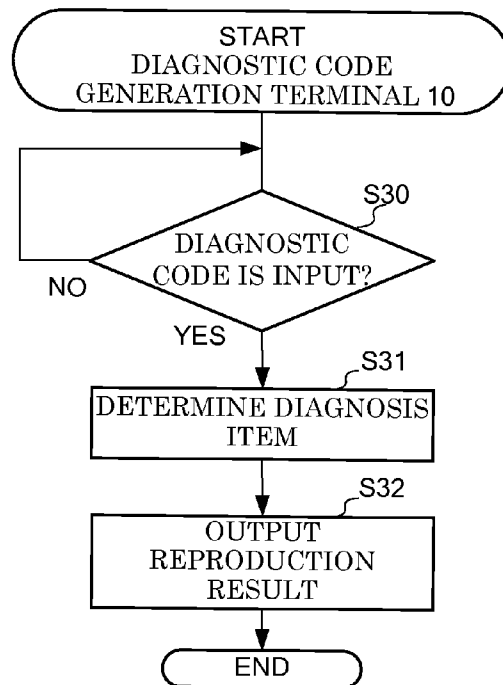 START
DIAGNOSTIC CODE
GENERATION TERMINAL 10
S30
DIAGNOSTIC
CODE IS INPUT?
NO
YES
S31
DETERMINE DIAGNOSIS
ITEM
S32
OUTPUT
REPRODUCTION
RESULT
END